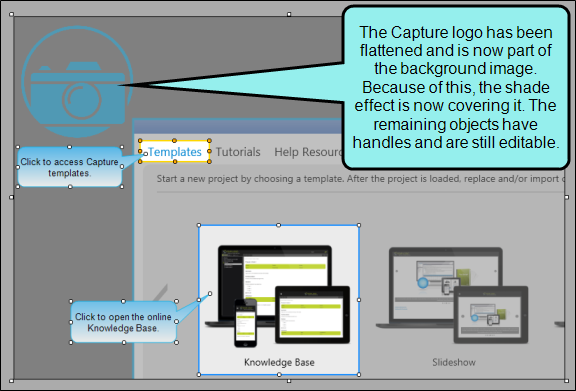 The Capture logo has been
flattened and is now part of
the background image.
Because of this, the shade
effect is now covering it. The
remaining objects have
handles and are still editable.
Templates Tutorials Help Resour
Click to access Capture
templates.
Start a new project by choosing a template. After the project is loaded, replace and/or import
Click to open the online
Knowledge Base.
Knowledge Base Slideshow